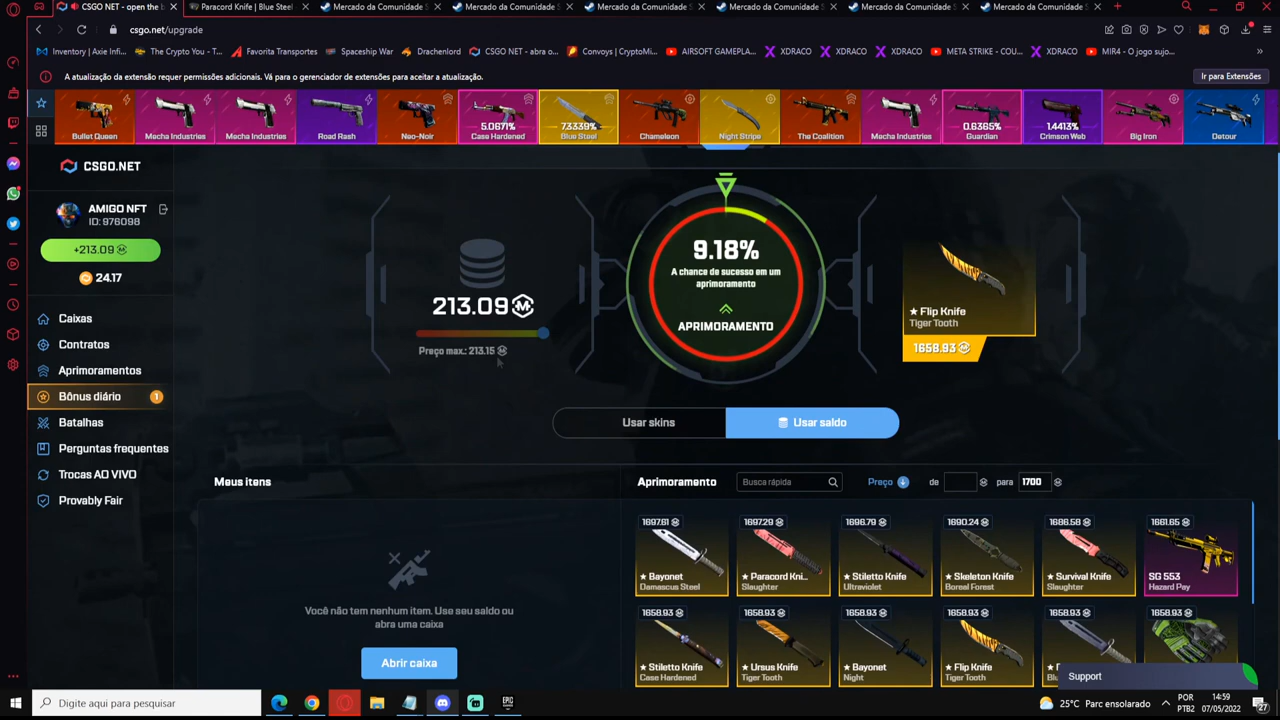 CSGO NET - open the b
Paracord Knife | Blue Steel
Mercado da Comunidade S
Mercado da Comunidade S
Mercado da Comunidade S
Mercado da Comunidade S
Mercado da Comunidade S
Mercado da Comunidade S
csgo.net/upgrade
Inventory | Axie Infi...
The Crypto You - T...
Favorita Transportes
Spaceship War
Drachenlord
CSGO NET - abra o...
Convoys | CryptoMi...
AIRSOFT GAMEPLA...
XDRACO
XDRACO
XDRACO
META STRIKE - COU...
XDRACO
MIR4 - O jogo sujo...
A atualização da extensão requer permissões adicionais. Vá para o gerenciador de extensões para aceitar a atualização.
Ir para Extensões
Bullet Queen
Mecha Industries
Mecha Industries
Road Rash
Neo-Noir
5.0671%
Case Hardened
7.3339%
Blue Steel
Chameleon
Night Stripe
The Coalition
Mecha Industries
0.6365%
Guardian
1.4413%
Crimson Web
Big Iron
Detour
CSGO.NET
AMIGO NFT
ID: 976098
+213.09
24.17
Caixas
Contratos
Aprimoramentos
Bônus diário
1
Batalhas
Perguntas frequentes
Trocas AO VIVO
Provably Fair
213.09
Preço max.: 213.15
9.18%
A chance de sucesso em um
aprimoramento
APRIMORAMENTO
★ Flip Knife
Tiger Tooth
1658.93
Usar skins
Usar saldo
Meus itens
Você não tem nenhum item. Use seu saldo ou
abra uma caixa
Abrir caixa
Aprimoramento
Busca rápida
Preço
de
para
1700
1697.61
★ Bayonet
Damascus Steel
1697.29
★ Paracord Kni...
Slaughter
1696.79
★ Stiletto Knife
Ultraviolet
1690.24
★ Skeleton Knife
Boreal Forest
1686.58
★ Survival Knife
Slaughter
1661.65
SG 553
Hazard Pay
1658.93
★ Stiletto Knife
Case Hardened
1658.93
★ Ursus Knife
Tiger Tooth
1658.93
★ Bayonet
Night
1658.93
★ Flip Knife
Tiger Tooth
1658.93
1658.93
Support
Digite aqui para pesquisar
EPIC
25°C Parc ensolarado
POR
PTB2
14:59
07/05/2022
27